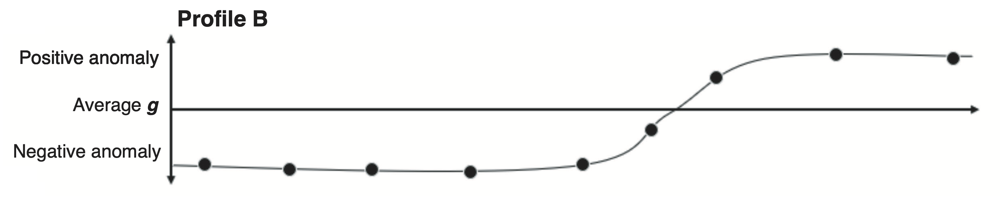 Profile B
Positive anomaly
Average g
Negative anomaly